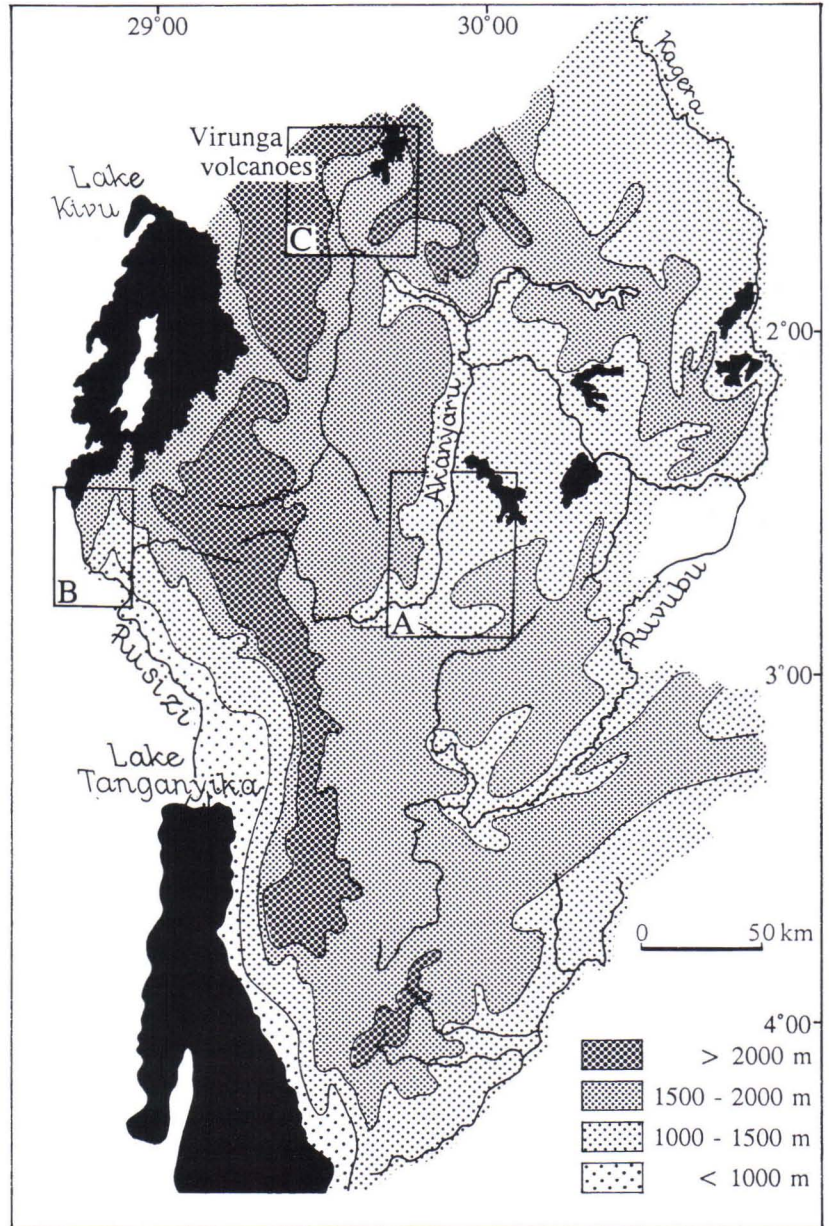 29°00
30°00
Kagera
Virunga
volcanoes
Lake
Kivu
C
2°00
Akanyaru
B
A
Ruvubu
Rusizi
3°00
Lake
Tanganyika
0 50 km
4°00
> 2000 m
1500 - 2000 m
1000 - 1500 m
< 1000 m